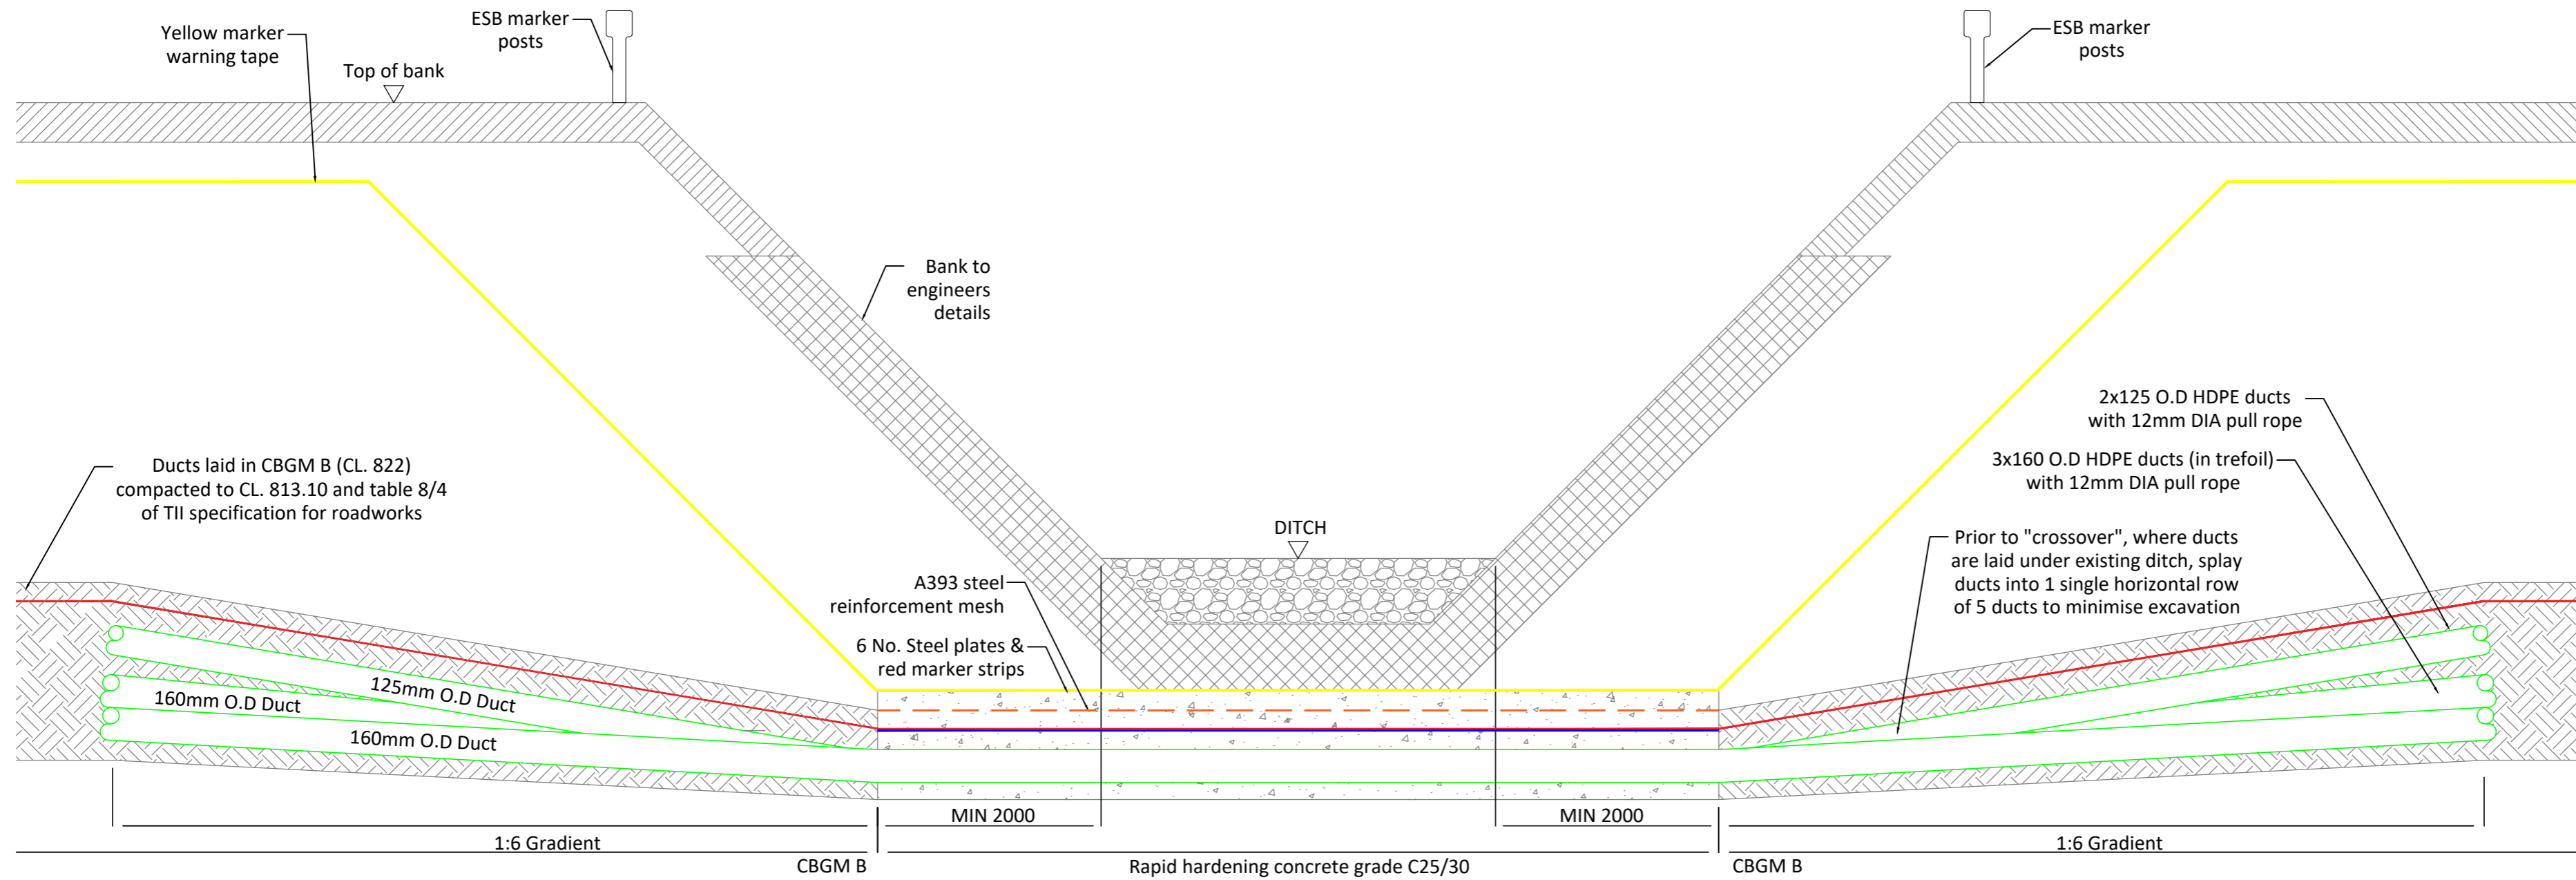 Yellow marker
warning tape
Top of bank
ESB marker
posts
ESB marker
posts
Bank to
engineers
details
2x125 O.D HDPE ducts
with 12mm DIA pull rope
3x160 O.D HDPE ducts (in trefoil)
with 12mm DIA pull rope
Ducts laid in CBGM B (CL. 822)
compacted to CL. 813.10 and table 8/4
of TII specification for roadworks
DITCH
Prior to "crossover", where ducts
are laid under existing ditch, splay
ducts into 1 single horizontal row
of 5 ducts to minimise excavation
A393 steel
reinforcement mesh
6 No. Steel plates &
red marker strips
125mm O.D Duct
160mm O.D Duct
160mm O.D Duct
MIN 2000
MIN 2000
1:6 Gradient
1:6 Gradient
CBGM B
Rapid hardening concrete grade C25/30
CBGM B